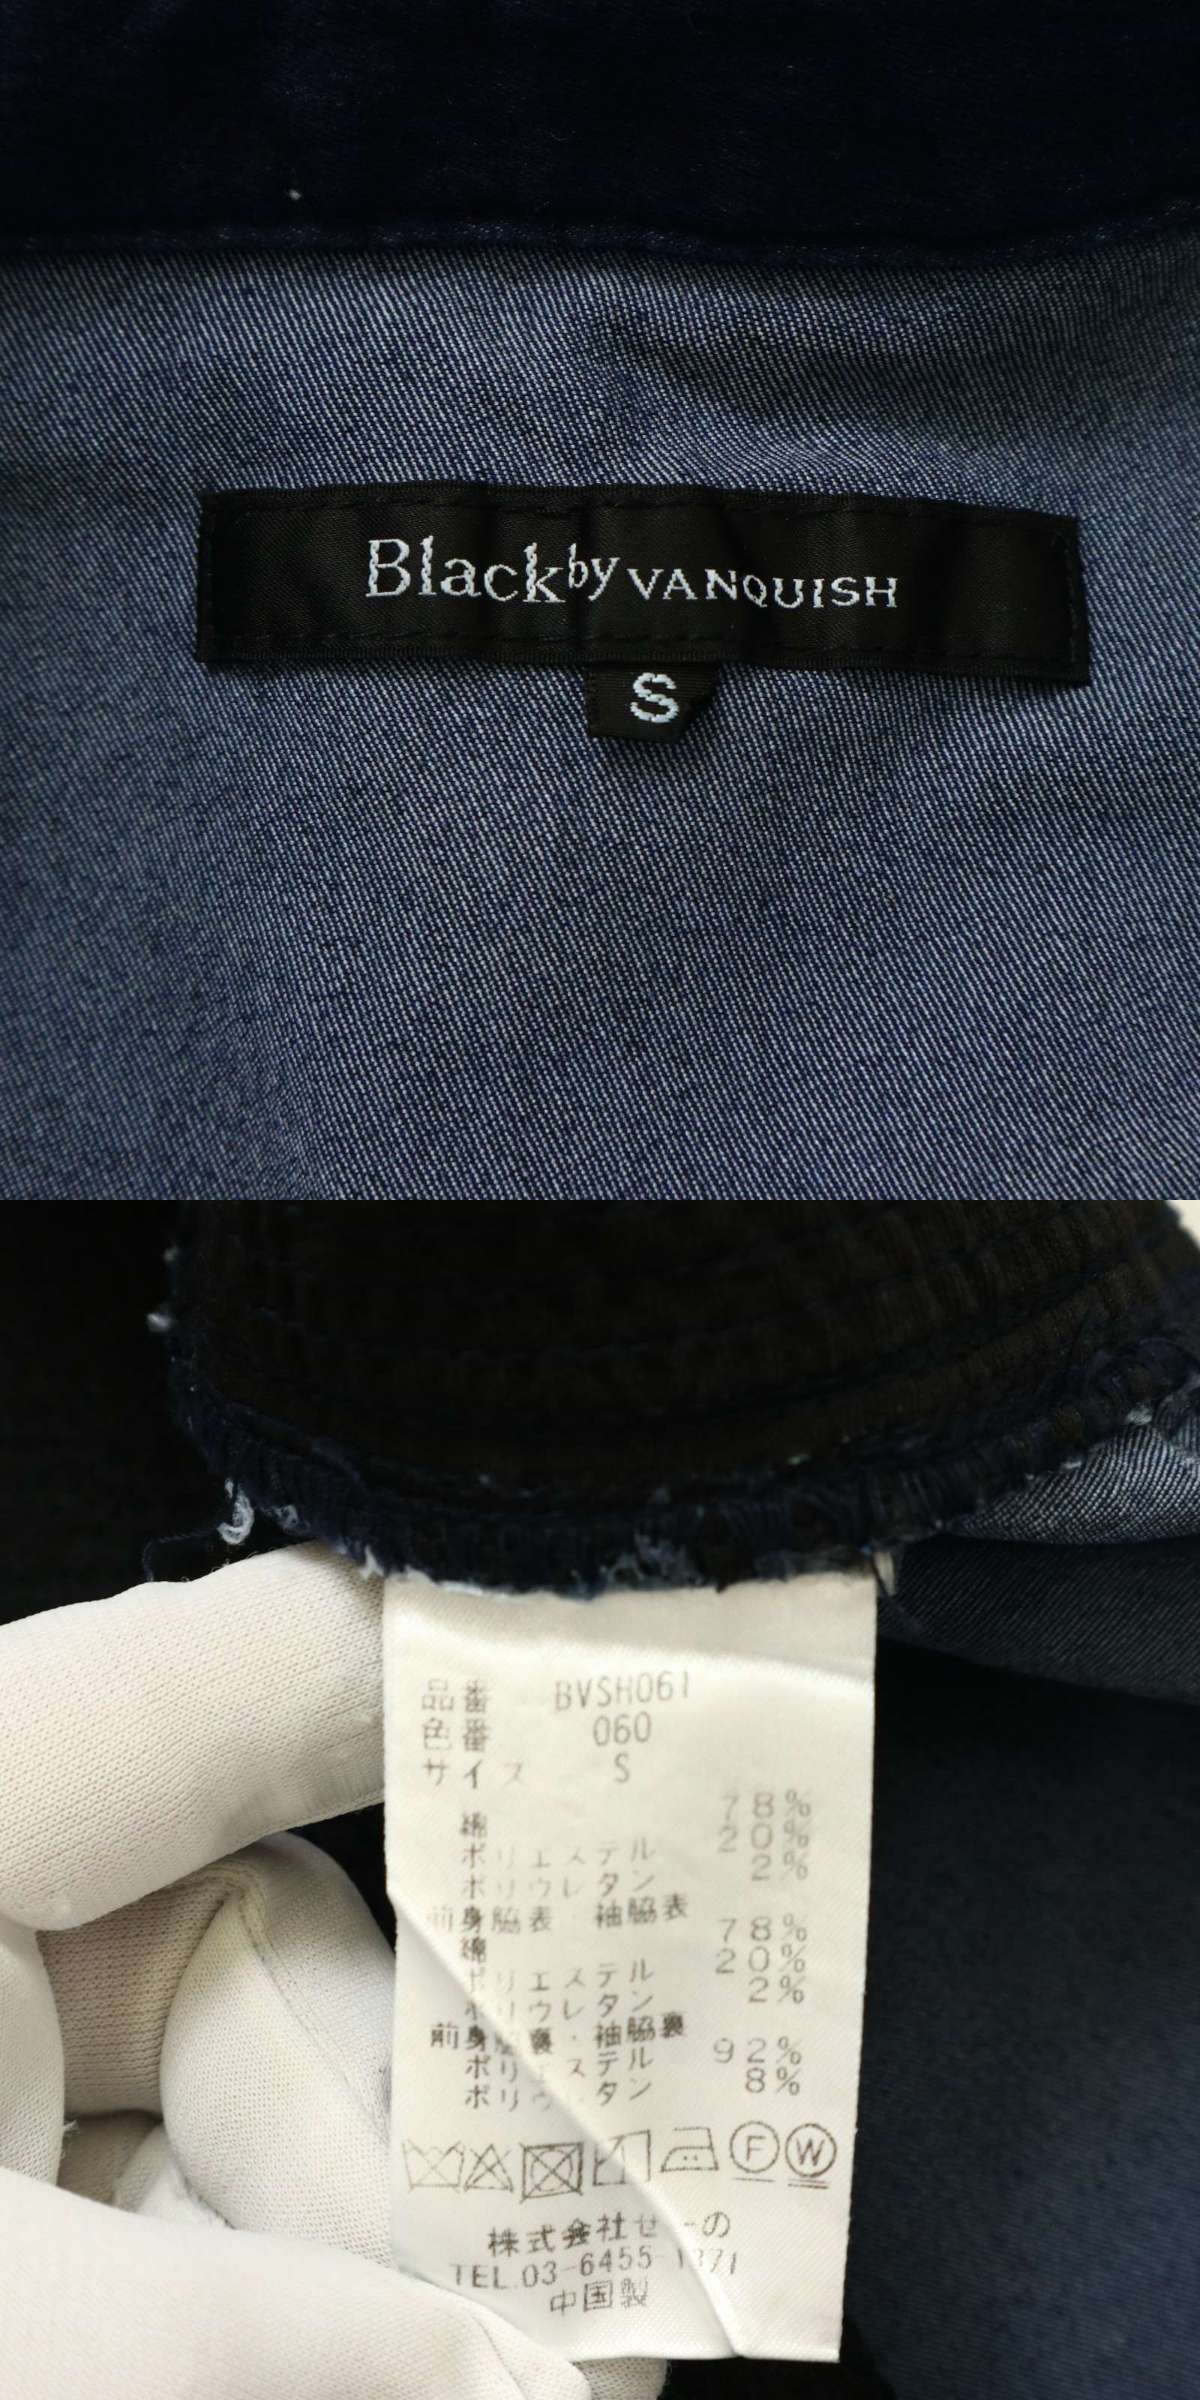 Black by VANQUISH
S
品番 BVSH061
色番 060
サイズ S
78%
綿 20%
ポリエステル 2%
ポリウレタン
前身脇表・袖脇表 78%
綿 20%
ポリエステル 2%
ポリウレタン
前身脇裏・袖脇裏 92%
ポリエステル 8%
ポリウレタン
F W
株式会社せーの
TEL.03-6455-1371
中国製